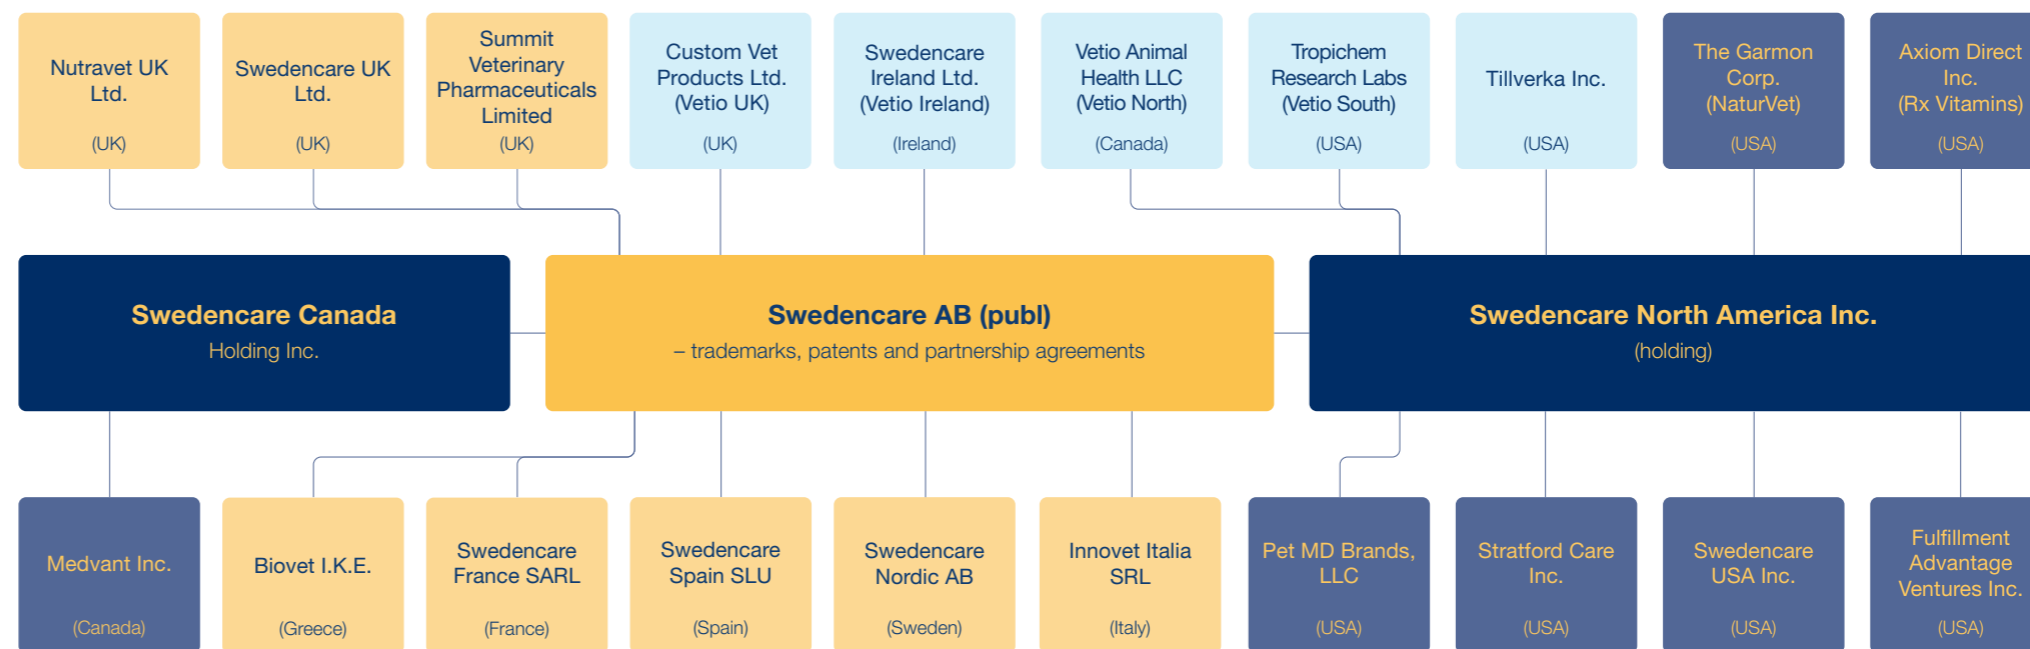 Nutravet UK
Ltd.
(UK)
Swedencare UK
Ltd.
(UK)
Summit
Veterinary
Pharmaceuticals
Limited
(UK)
Custom Vet
Products Ltd.
(Vetio UK)
(UK)
Swedencare
Ireland Ltd.
(Vetio Ireland)
(Ireland)
Vetio Animal
Health LLC
(Vetio North)
(Canada)
Tropichem
Research Labs
(Vetio South)
(USA)
Tillverka Inc.
(USA)
The Garmon
Corp.
(NaturVet)
(USA)
Axiom Direct
Inc.
(Rx Vitamins)
(USA)
Swedencare Canada
Holding Inc.
Swedencare AB (publ)
– trademarks, patents and partnership agreements
Swedencare North America Inc.
(holding)
Medvant Inc.
(Canada)
Biovet I.K.E.
(Greece)
Swedencare
France SARL
(France)
Swedencare
Spain SLU
(Spain)
Swedencare
Nordic AB
(Sweden)
Innovet Italia
SRL
(Italy)
Pet MD Brands,
LLC
(USA)
Stratford Care
Inc.
(USA)
Swedencare
USA Inc.
(USA)
Fulfillment
Advantage
Ventures Inc.
(USA)